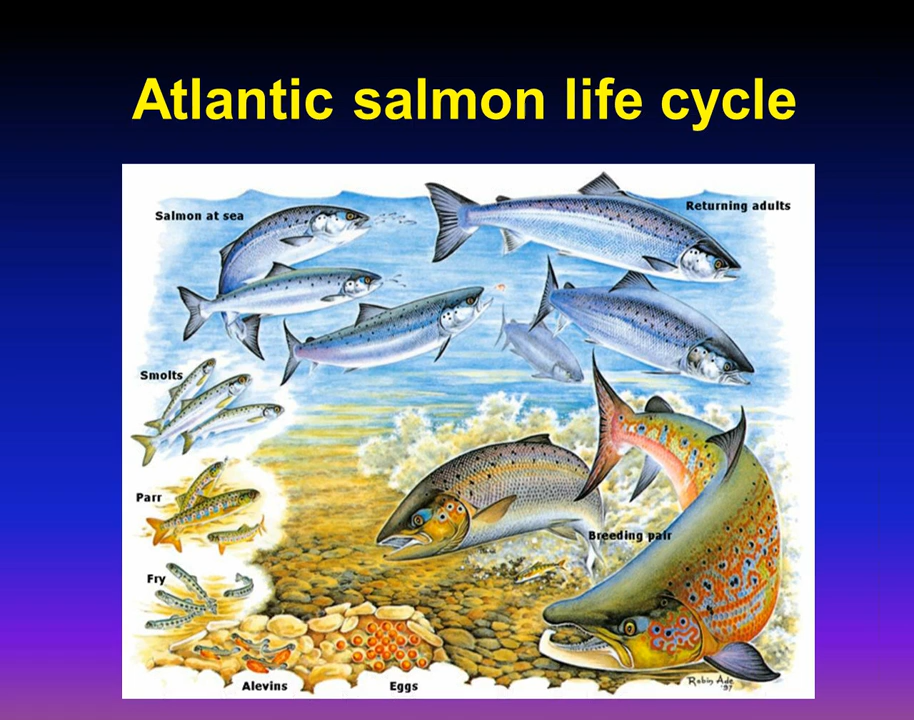 Atlantic salmon life cycle
Salmon at sea
Returning adults
Smolts
Parr
Breeding pair
Fry
Alevins
Eggs
Robin Ade
'97